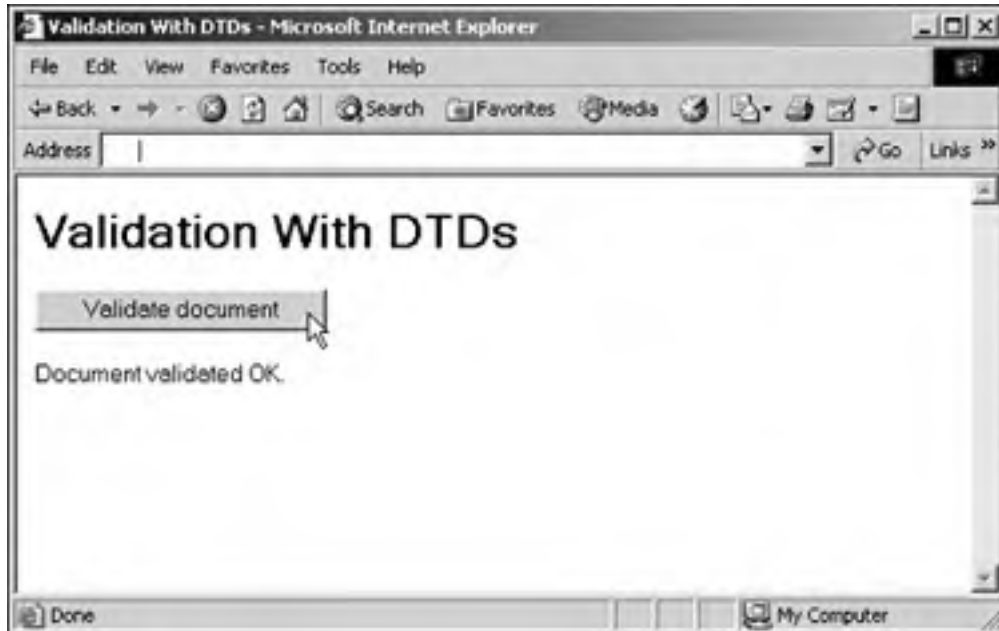 Validation With DTDs - Microsoft Internet Explorer
File Edit View Favorites Tools Help
Back Search Favorites Media
Address Go Links »
Validation With DTDs
Validate document
Document validated OK.
Done My Computer